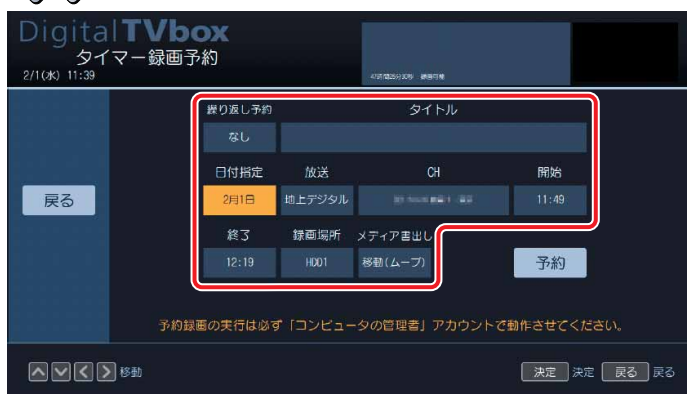 DigitalTVbox
タイマー録画予約
2/1(水) 11:39
繰り返し予約 タイトル
なし
日付指定 放送 CH 開始
戻る 2月1日 地上デジタル 11:49
終了 録画場所 メディア書出し
12:19 HDD1 移動(ムーブ) 予約
予約録画の実行は必ず「コンピュータの管理者」アカウントで動作させてください。
移動 決定 決定 戻る 戻る